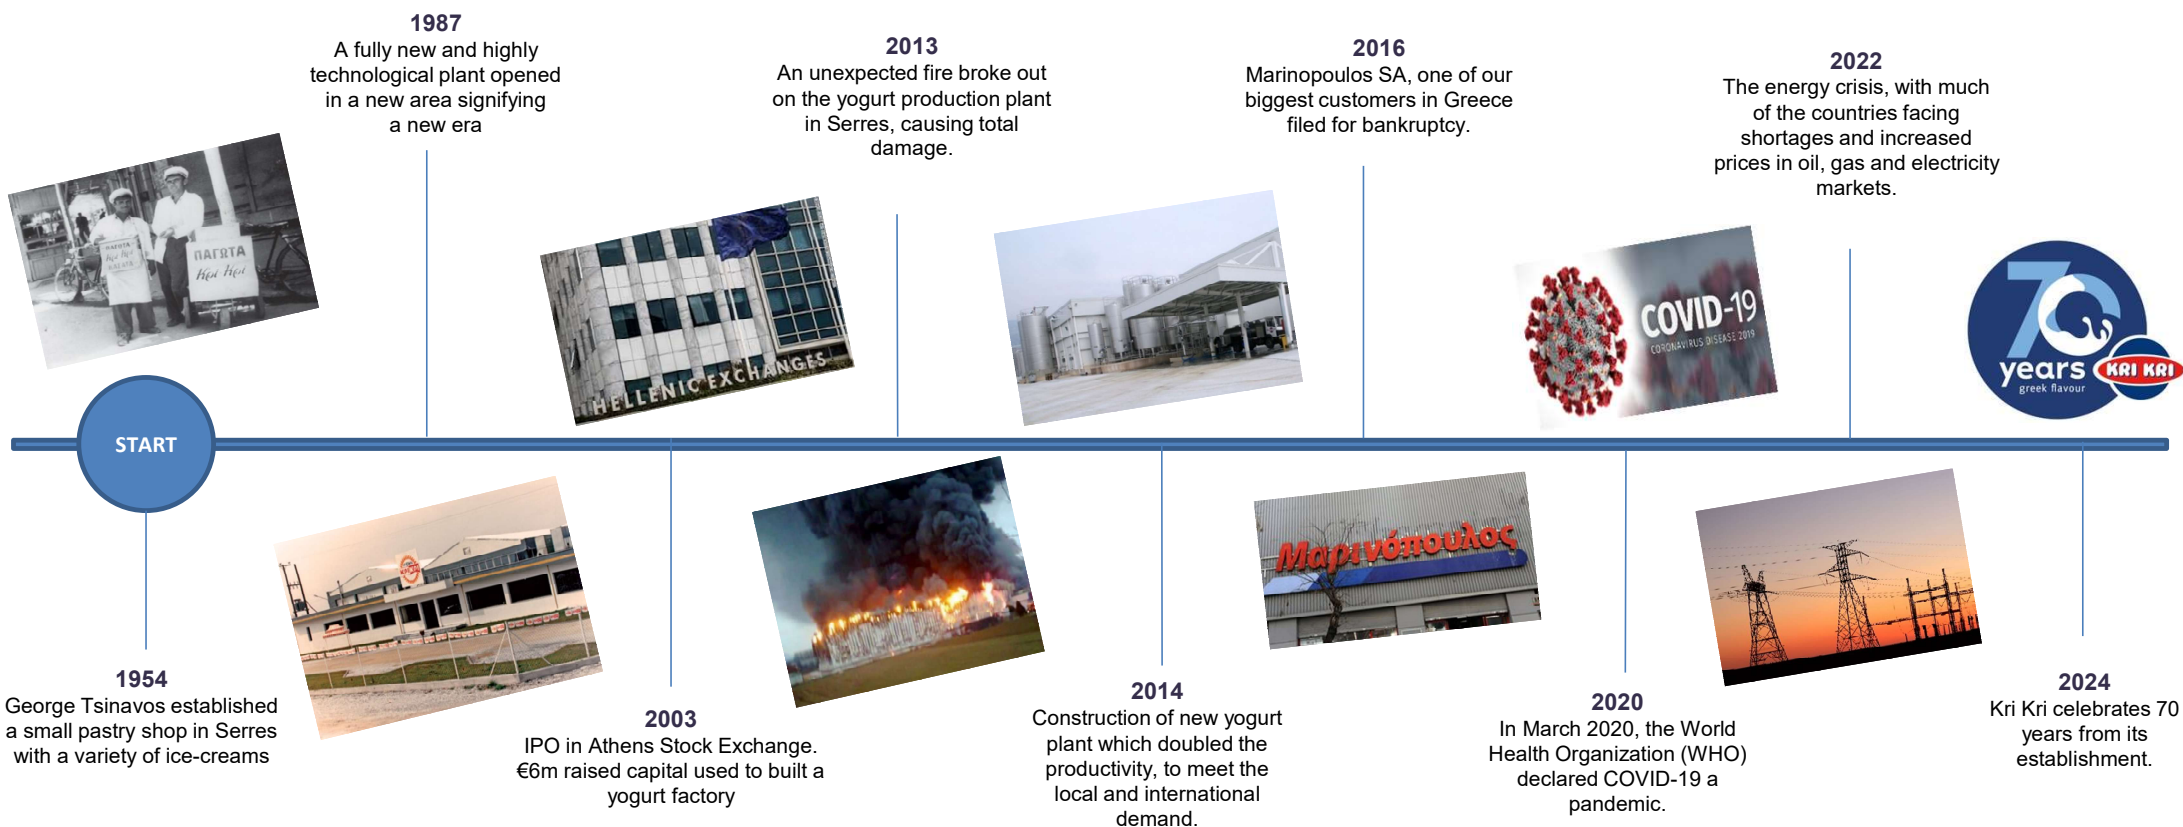 1987
A fully new and highly
technological plant opened
in a new area signifying
a new era
2013
An unexpected fire broke out
on the yogurt production plant
in Serres, causing total
damage.
2016
Marinopoulos SA, one of our
biggest customers in Greece
filed for bankruptcy.
2022
The energy crisis, with much
of the countries facing
shortages and increased
prices in oil, gas and electricity
markets.
ΠΑΓΩΤΑ
Κρι Κρι
ΠΑΓΩΤΑ
Κρι Κρι
HELLENIC EXCHANGES
COVID-19
CORONAVIRUS DISEASE 2019
70
years
greek flavour
KRI KRI
START
Μαρινόπουλος
1954
George Tsinavos established
a small pastry shop in Serres
with a variety of ice-creams
2003
IPO in Athens Stock Exchange.
€6m raised capital used to built a
yogurt factory
2014
Construction of new yogurt
plant which doubled the
productivity, to meet the
local and international
demand.
2020
In March 2020, the World
Health Organization (WHO)
declared COVID-19 a
pandemic.
2024
Kri Kri celebrates 70
years from its
establishment.